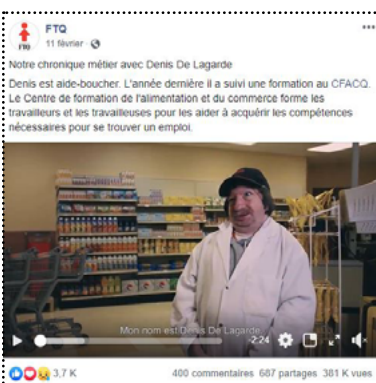 FTQ
FTQ
11 février
Notre chronique métier avec Denis De Lagarde
Denis est aide-boucher. L'année dernière il a suivi une formation au CFACQ.
Le Centre de formation de l'alimentation et du commerce forme les
travailleurs et les travailleuses pour les aider à acquérir les compétences
nécessaires pour se trouver un emploi.
Mon nom est Denis De Lagarde
-2:24
3,7 K
400 commentaires 687 partages 381 K vues